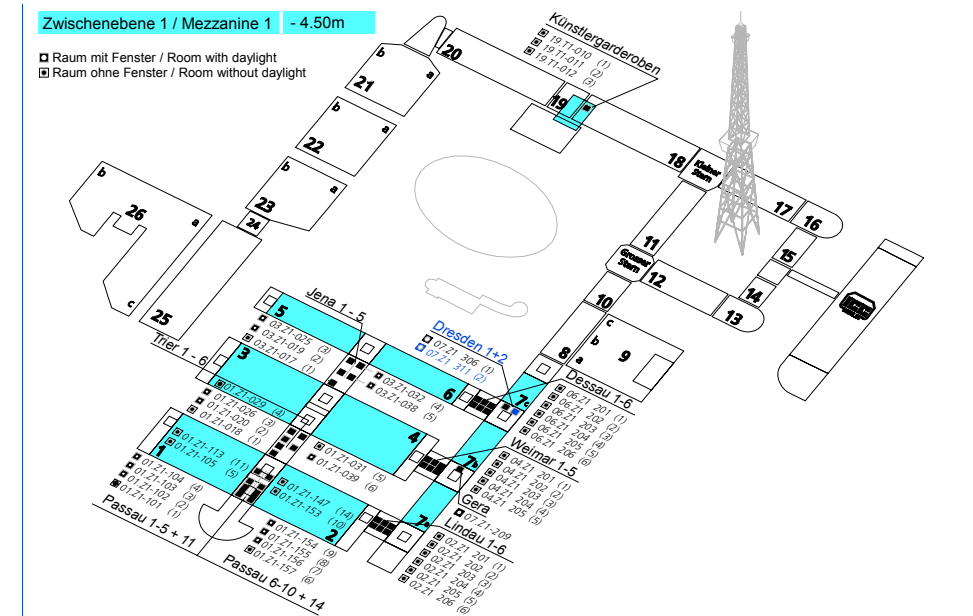 Zwischenebene 1 / Mezzanine 1 - 4.50m
Raum mit Fenster / Room with daylight
Raum ohne Fenster / Room without daylight
Künstlergarderoben
19.T1-010 (1)
19.T1-011 (2)
19.T1-012 (3)
b
20
21
a
19
b
a
22
18
Kleiner
Stern
b
a
23
b
26
a
24
17
16
11
15
Grosser
Stern
12
14
13
c
25
10
c
b
9
8
a
Jena 1 - 5
5
03.Z1-025 (3)
03.Z1-019 (2)
03.Z1-017 (1)
Dresden 1+2
07.Z1 306 (1)
07.Z1 311 (2)
Trier 1 - 6
3
01.Z1-029 (4)
01.Z1-026 (3)
01.Z1-020 (2)
01.Z1-018 (1)
03.Z1-032 (4)
03.Z1-038 (5)
6
7c
Dessau 1-6
06.Z1 201 (1)
06.Z1 202 (2)
06.Z1 203 (3)
06.Z1 204 (4)
06.Z1 205 (5)
06.Z1 206 (6)
4
01.Z1-031 (5)
01.Z1-039 (6)
7b
Weimar 1-5
04.Z1 201 (1)
04.Z1 202 (2)
04.Z1 203 (3)
04.Z1 204 (4)
04.Z1 205 (5)
Gera
07.Z1-209
1
01.Z1-113 (11)
01.Z1-105 (5)
01.Z1-104 (4)
01.Z1-103 (3)
01.Z1-102 (2)
01.Z1-101 (1)
Passau 1-5 + 11
01.Z1-147 (14)
01.Z1-153 (10)
2
01.Z1-154 (9)
01.Z1-155 (8)
01.Z1-156 (7)
01.Z1-157 (6)
Passau 6-10 + 14
7a
Lindau 1-6
02.Z1 201 (1)
02.Z1 202 (2)
02.Z1 203 (3)
02.Z1 204 (4)
02.Z1 205 (5)
02.Z1 206 (6)